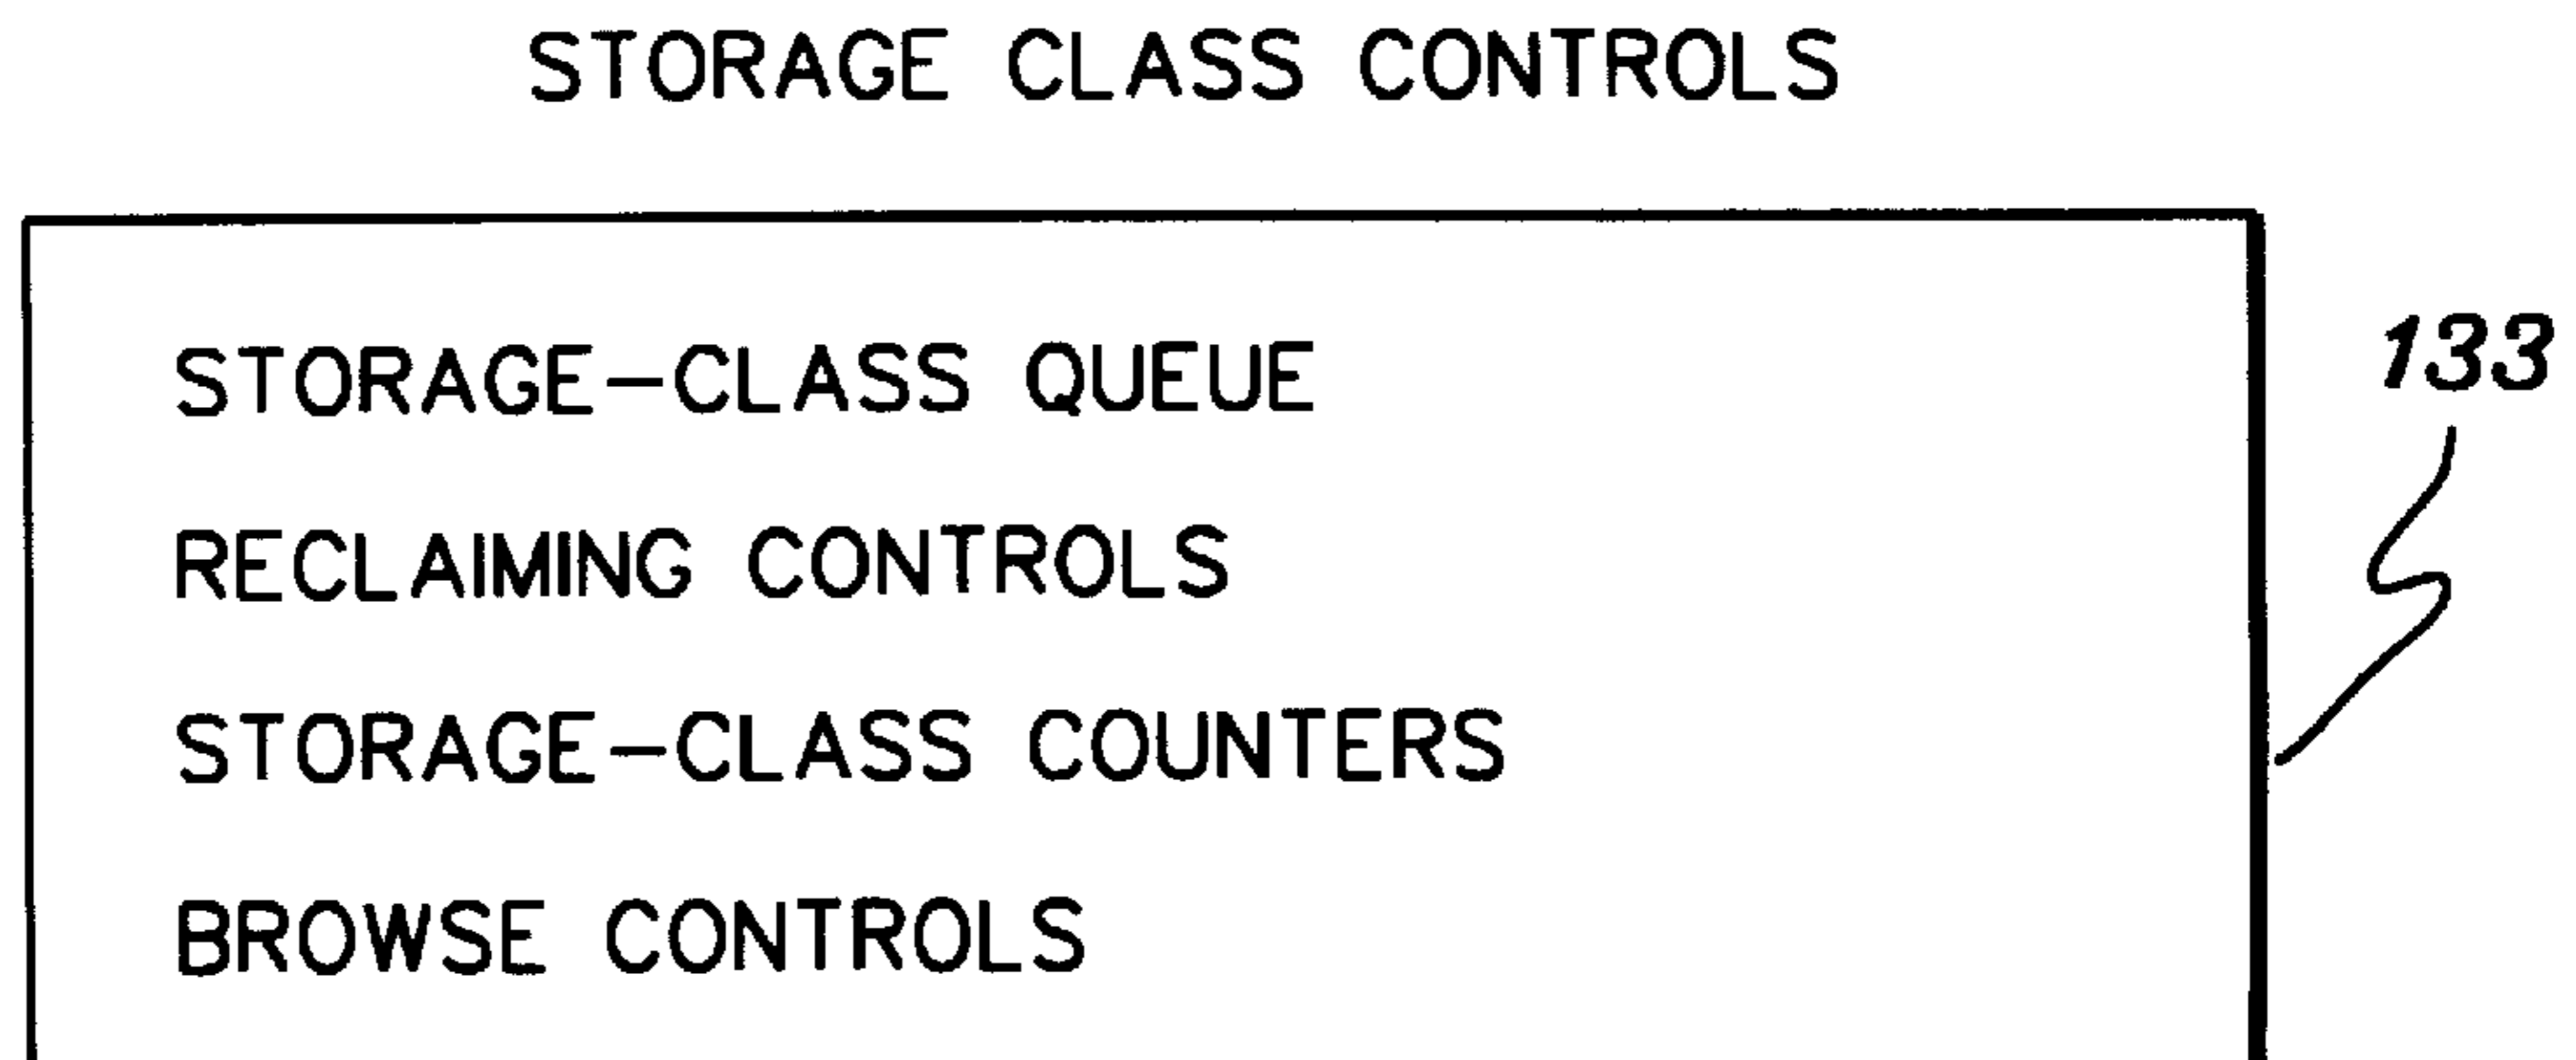 STORAGE CLASS CONTROLS
STORAGE-CLASS QUEUE
133
RECLAIMING CONTROLS
STORAGE-CLASS COUNTERS
BROWSE CONTROLS